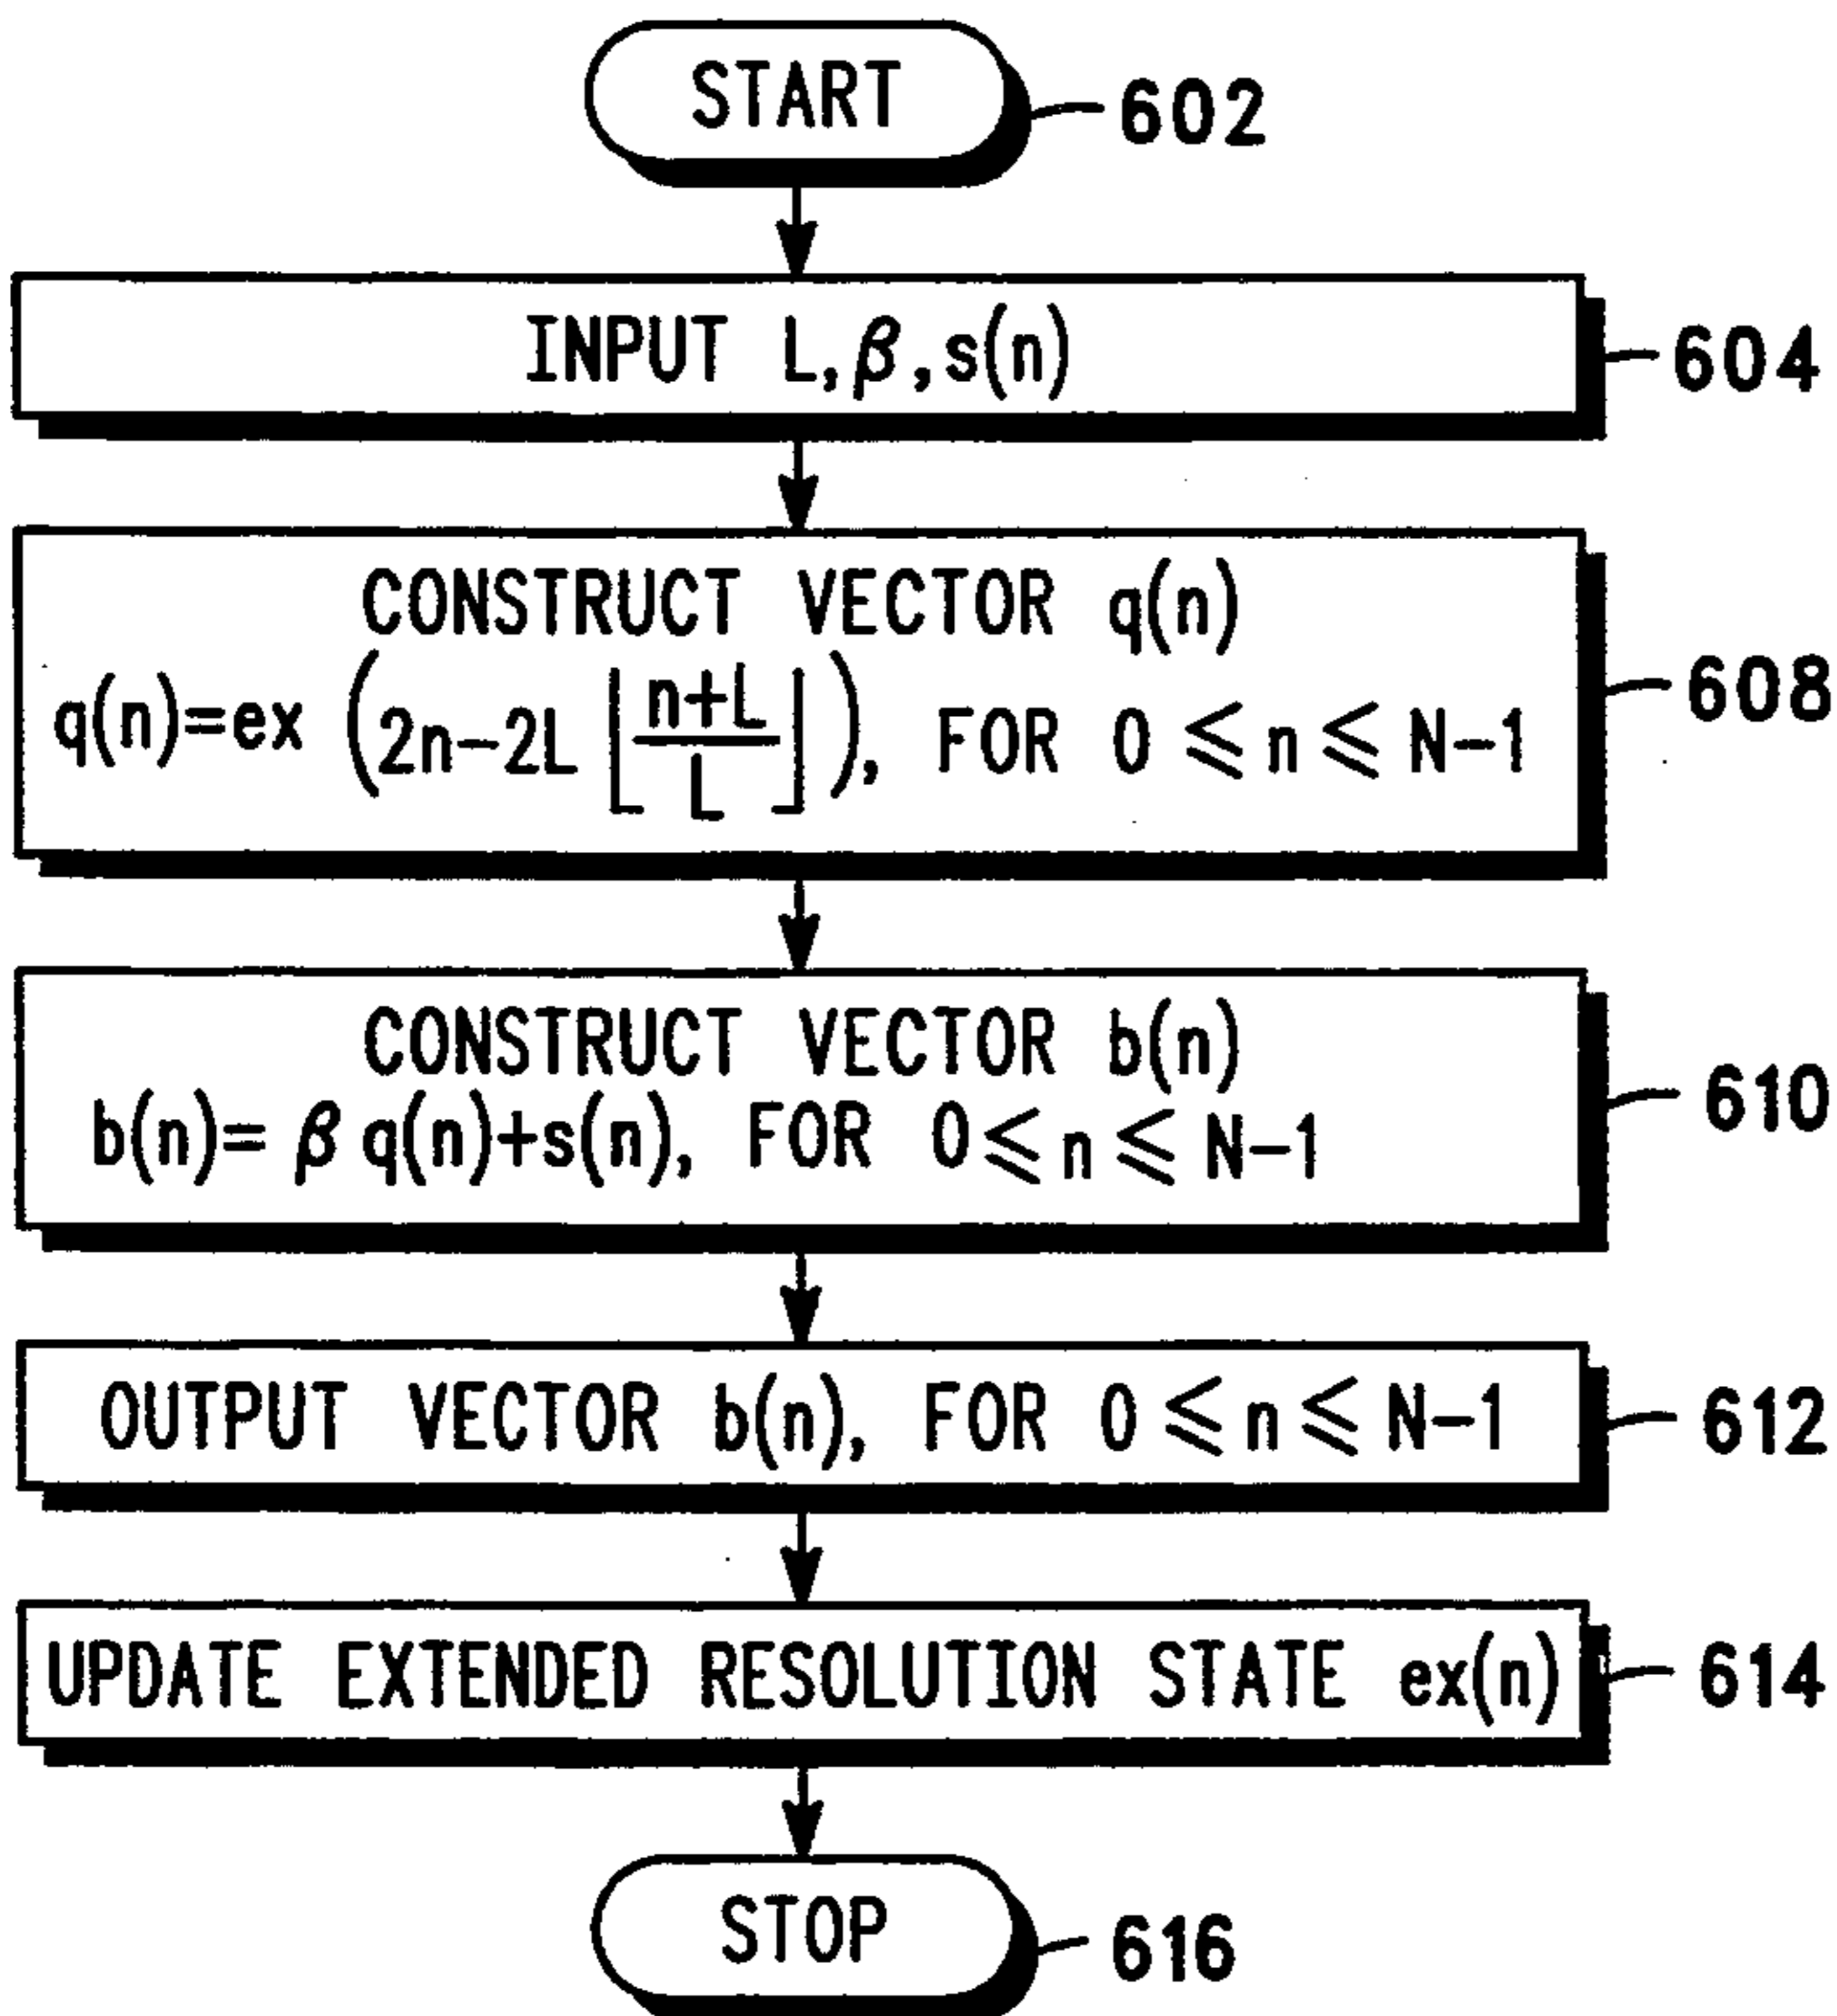 START
602
INPUT L, β, s(n)
604
CONSTRUCT VECTOR q(n)
q(n)=ex (2n-2L ⌊n+L/L⌋), FOR 0 ≤ n ≤ N-1
608
CONSTRUCT VECTOR b(n)
b(n)= β q(n)+s(n), FOR 0 ≤ n ≤ N-1
610
OUTPUT VECTOR b(n), FOR 0 ≤ n ≤ N-1
612
UPDATE EXTENDED RESOLUTION STATE ex(n)
614
STOP
616